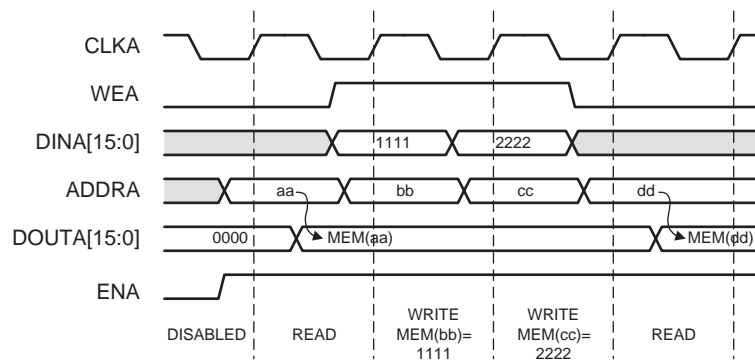 CLKA
WEA
DINA[15:0] 1111 2222
ADDRA aa bb cc dd
DOUTA[15:0] 0000 MEM(aa) MEM(dd)
ENA
DISABLED READ WRITE MEM(bb)= 1111 WRITE MEM(cc)= 2222 READ